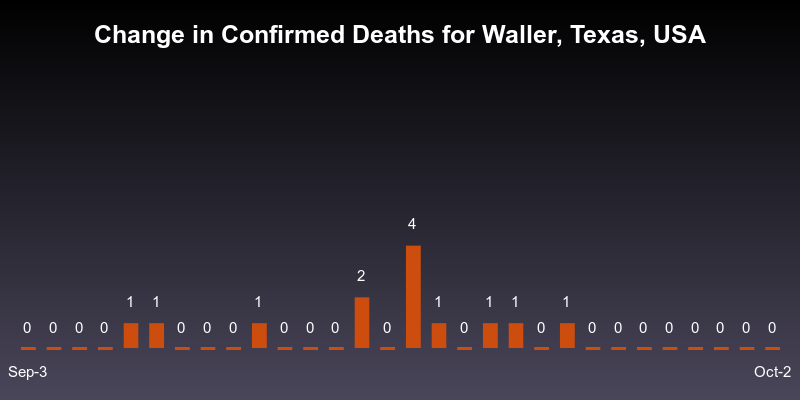 Change in Confirmed Deaths for Waller, Texas, USA
4
2
1 1 1 1 1 1 1
0 0 0 0 0 0 0 0 0 0 0 0 0 0 0 0 0 0 0 0 0
Sep-3 Oct-2